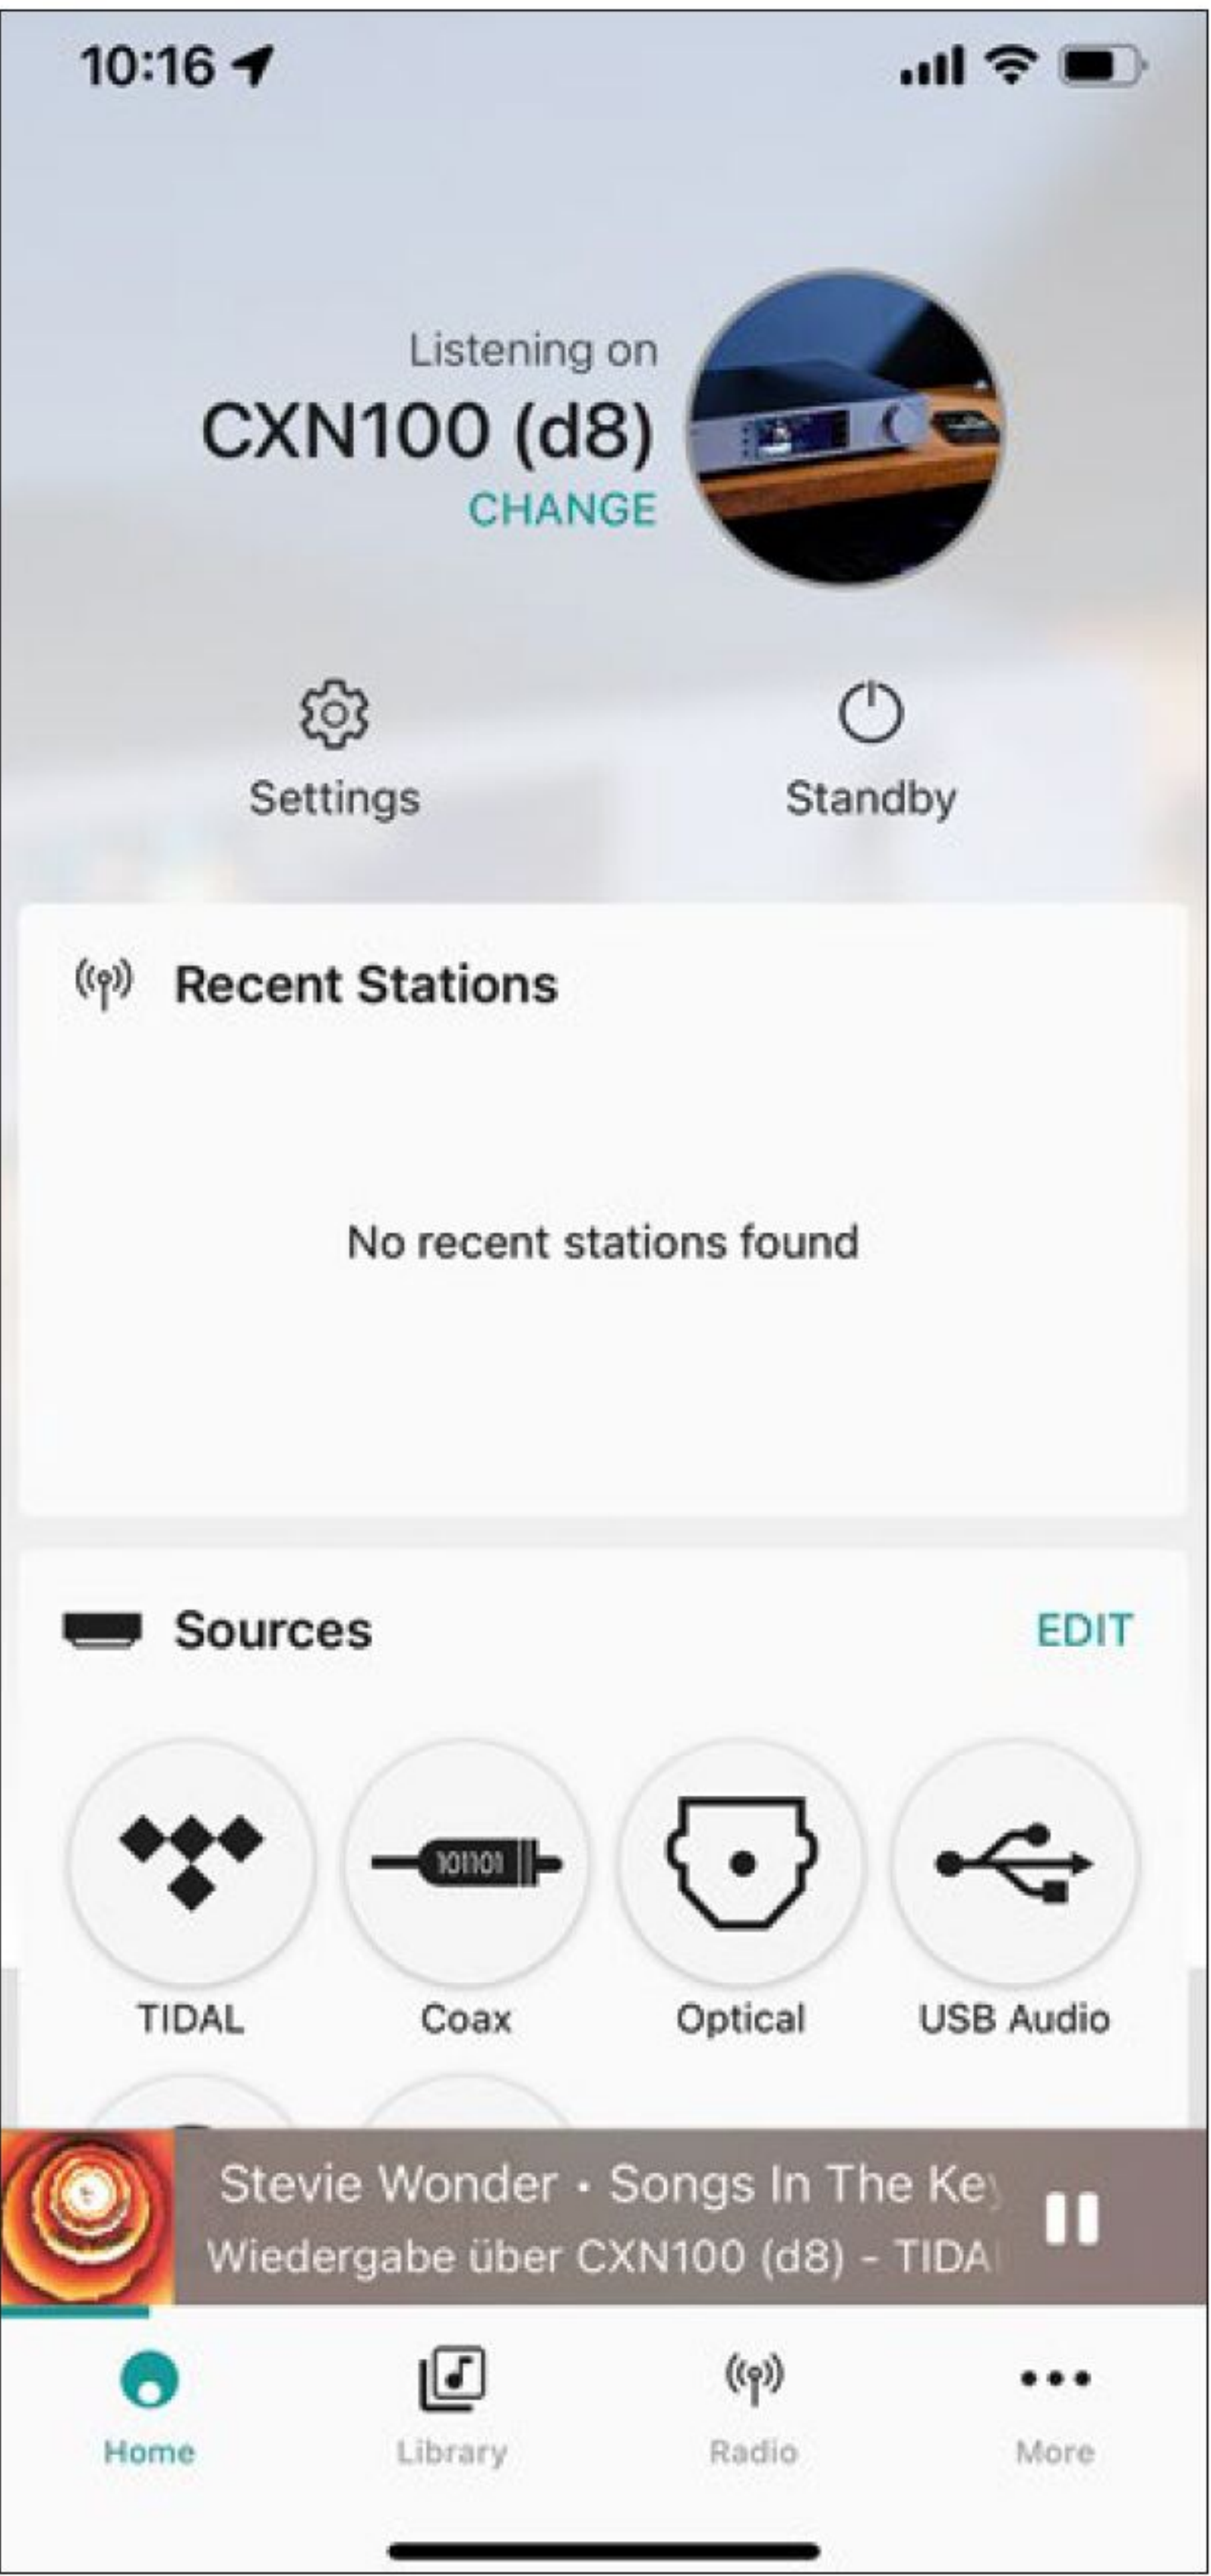 10:16
Listening on
CXN100 (d8)
CHANGE
Settings
Standby
Recent Stations
No recent stations found
Sources
EDIT
101101
TIDAL
Coax
Optical
USB Audio
Stevie Wonder • Songs In The Key
Wiedergabe über CXN100 (d8) - TIDA
Home
Library
Radio
More